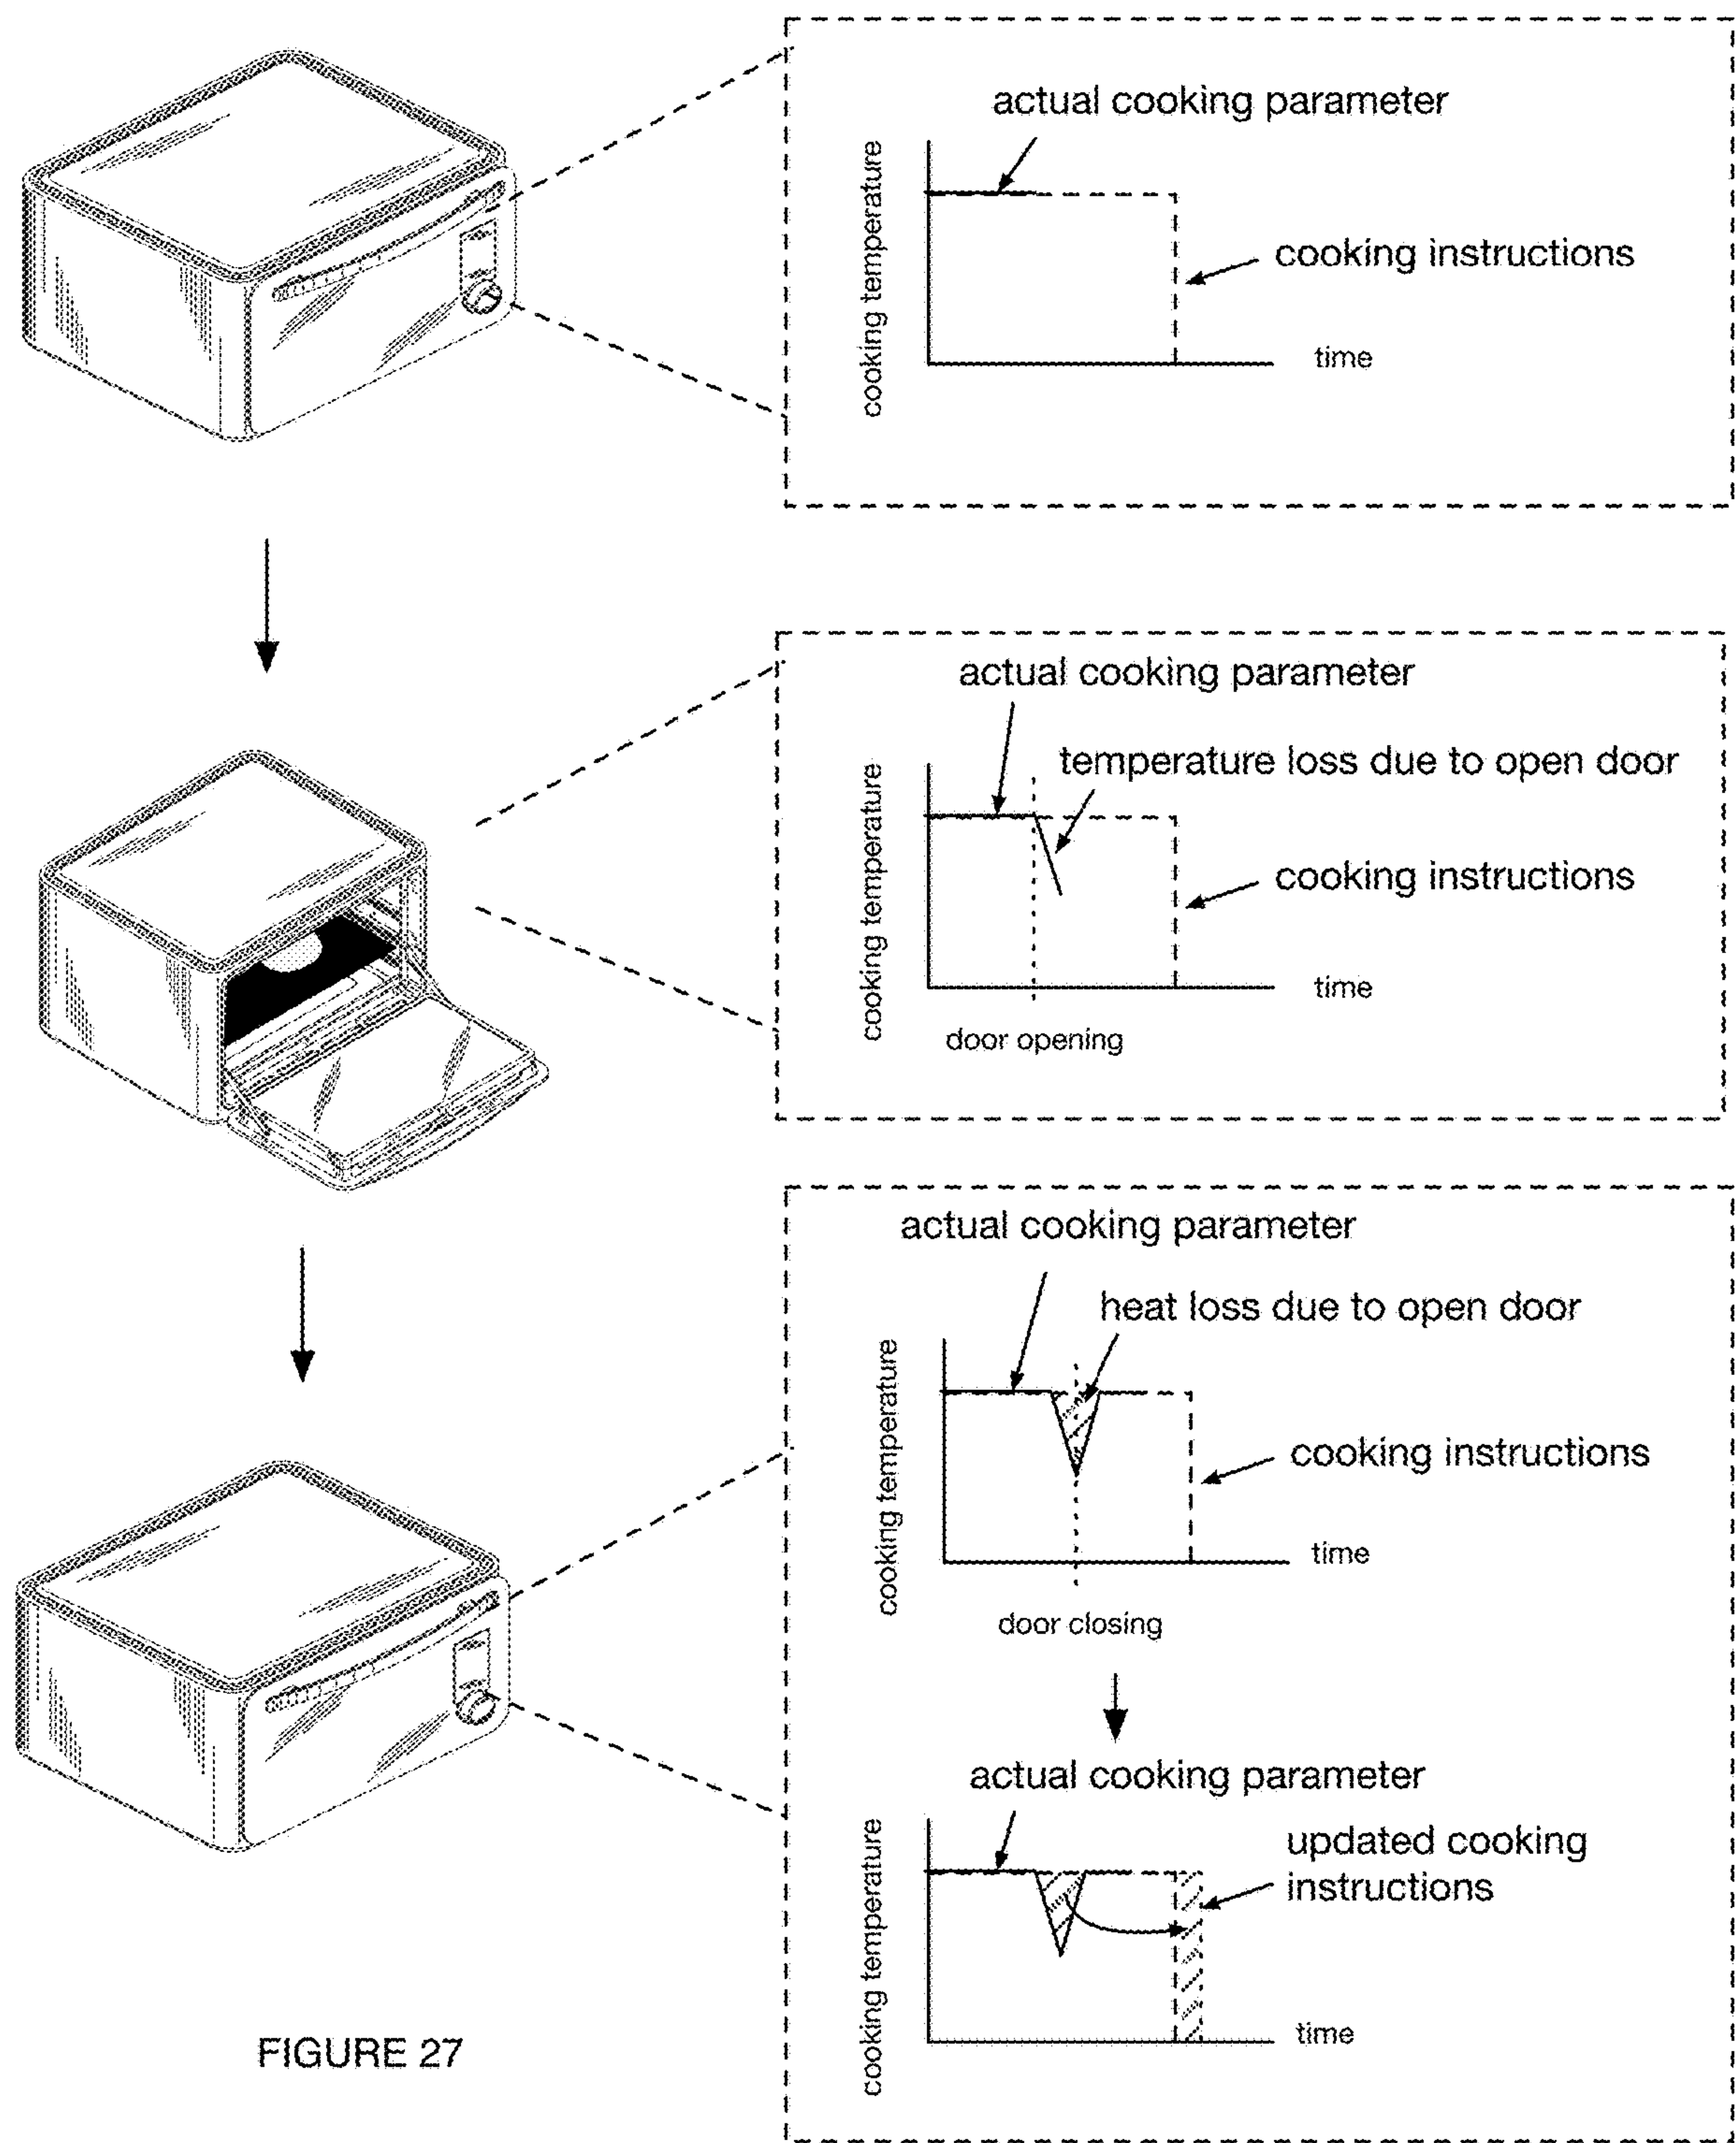 actual cooking parameter
cooking temperature
cooking instructions
time
actual cooking parameter
temperature loss due to open door
cooking temperature
cooking instructions
time
door opening
actual cooking parameter
heat loss due to open door
cooking temperature
cooking instructions
time
door closing
actual cooking parameter
updated cooking
instructions
cooking temperature
time
FIGURE 27